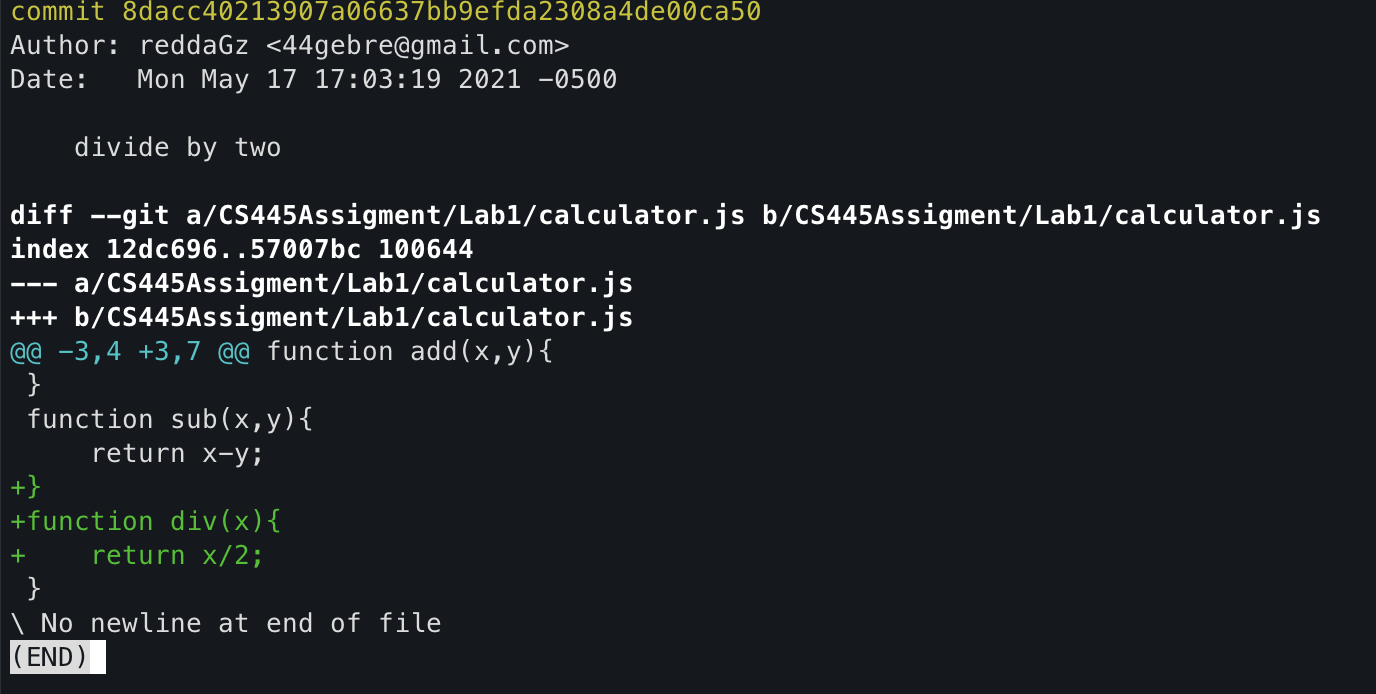 commit 8dacc40213907a06637bb9efda2308a4de00ca50
Author: reddaGz <44gebre@gmail.com>
Date:   Mon May 17 17:03:19 2021 -0500

    divide by two

diff --git a/CS445Assigment/Lab1/calculator.js b/CS445Assigment/Lab1/calculator.js
index 12dc696..57007bc 100644
--- a/CS445Assigment/Lab1/calculator.js
+++ b/CS445Assigment/Lab1/calculator.js
@@ -3,4 +3,7 @@ function add(x,y){
 }
 function sub(x,y){
     return x-y;
+}
+function div(x){
+    return x/2;
 }
\ No newline at end of file
(END)